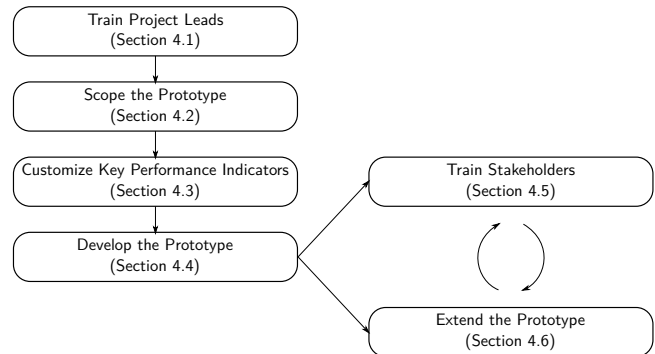 Train Project Leads
(Section 4.1)
Scope the Prototype
(Section 4.2)
Customize Key Performance Indicators
(Section 4.3)
Develop the Prototype
(Section 4.4)
Train Stakeholders
(Section 4.5)
Extend the Prototype
(Section 4.6)